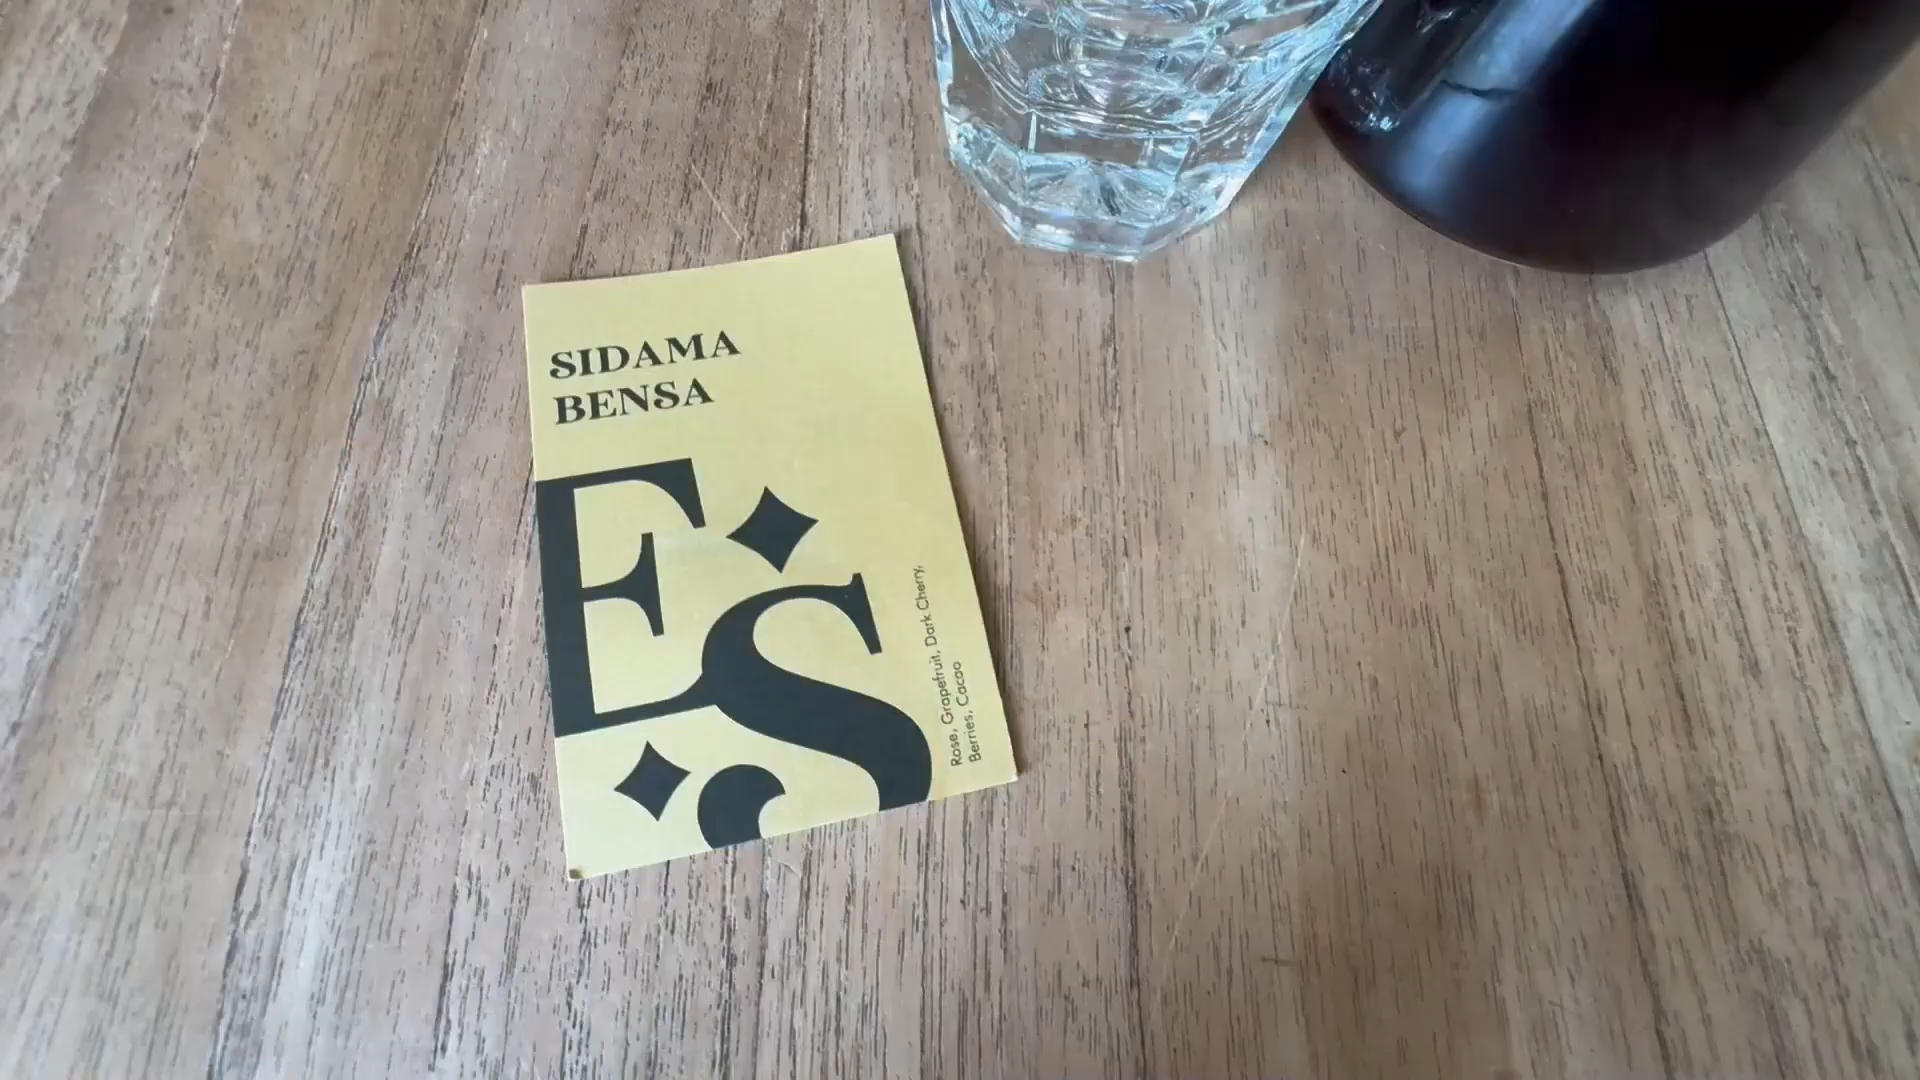 SIDAMA
BENSA
ES
Rose, Grapefruit, Dark Cherry,
Berries, Cacao